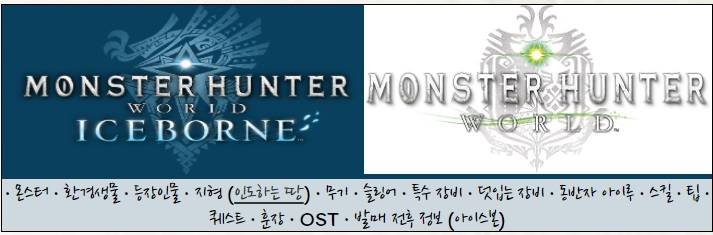 MONSTER HUNTER
WORLD
ICEBORNE™
MONSTER HUNTER
WORLD™
· 몬스터 · 환경생물 · 등장인물 · 지형 (인도하는 땅) · 무기 · 슬링어 · 특수 장비 · 덧입는 장비 · 동반자 아이루 · 스킬 · 팁 ·
퀘스트 · 훈장 · OST · 발매 전후 정보 (아이스본)